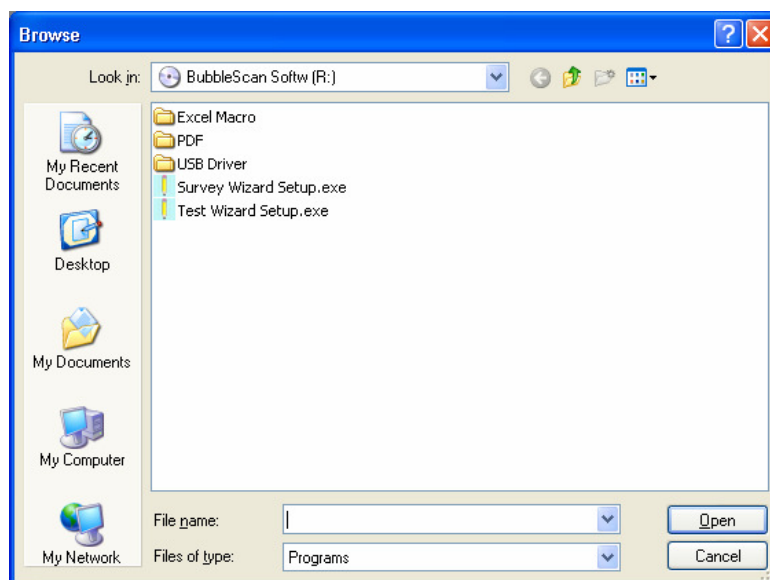 Browse
Look in:
BubbleScan Softw (R:)
Excel Macro
PDF
USB Driver
Survey Wizard Setup.exe
Test Wizard Setup.exe
My Recent
Documents
Desktop
My Documents
My Computer
My Network
File name:
Open
Files of type:
Programs
Cancel